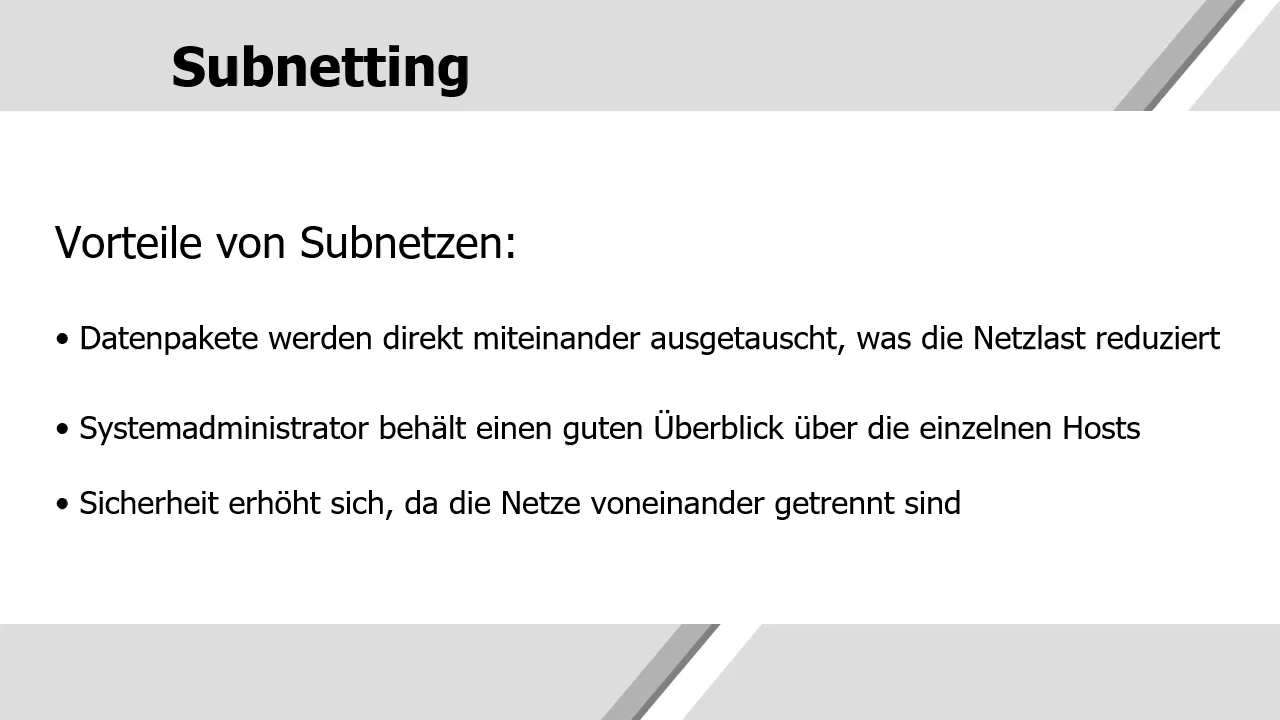 Subnetting
Vorteile von Subnetzen:
• Datenpakete werden direkt miteinander ausgetauscht, was die Netzlast reduziert
• Systemadministrator behält einen guten Überblick über die einzelnen Hosts
• Sicherheit erhöht sich, da die Netze voneinander getrennt sind